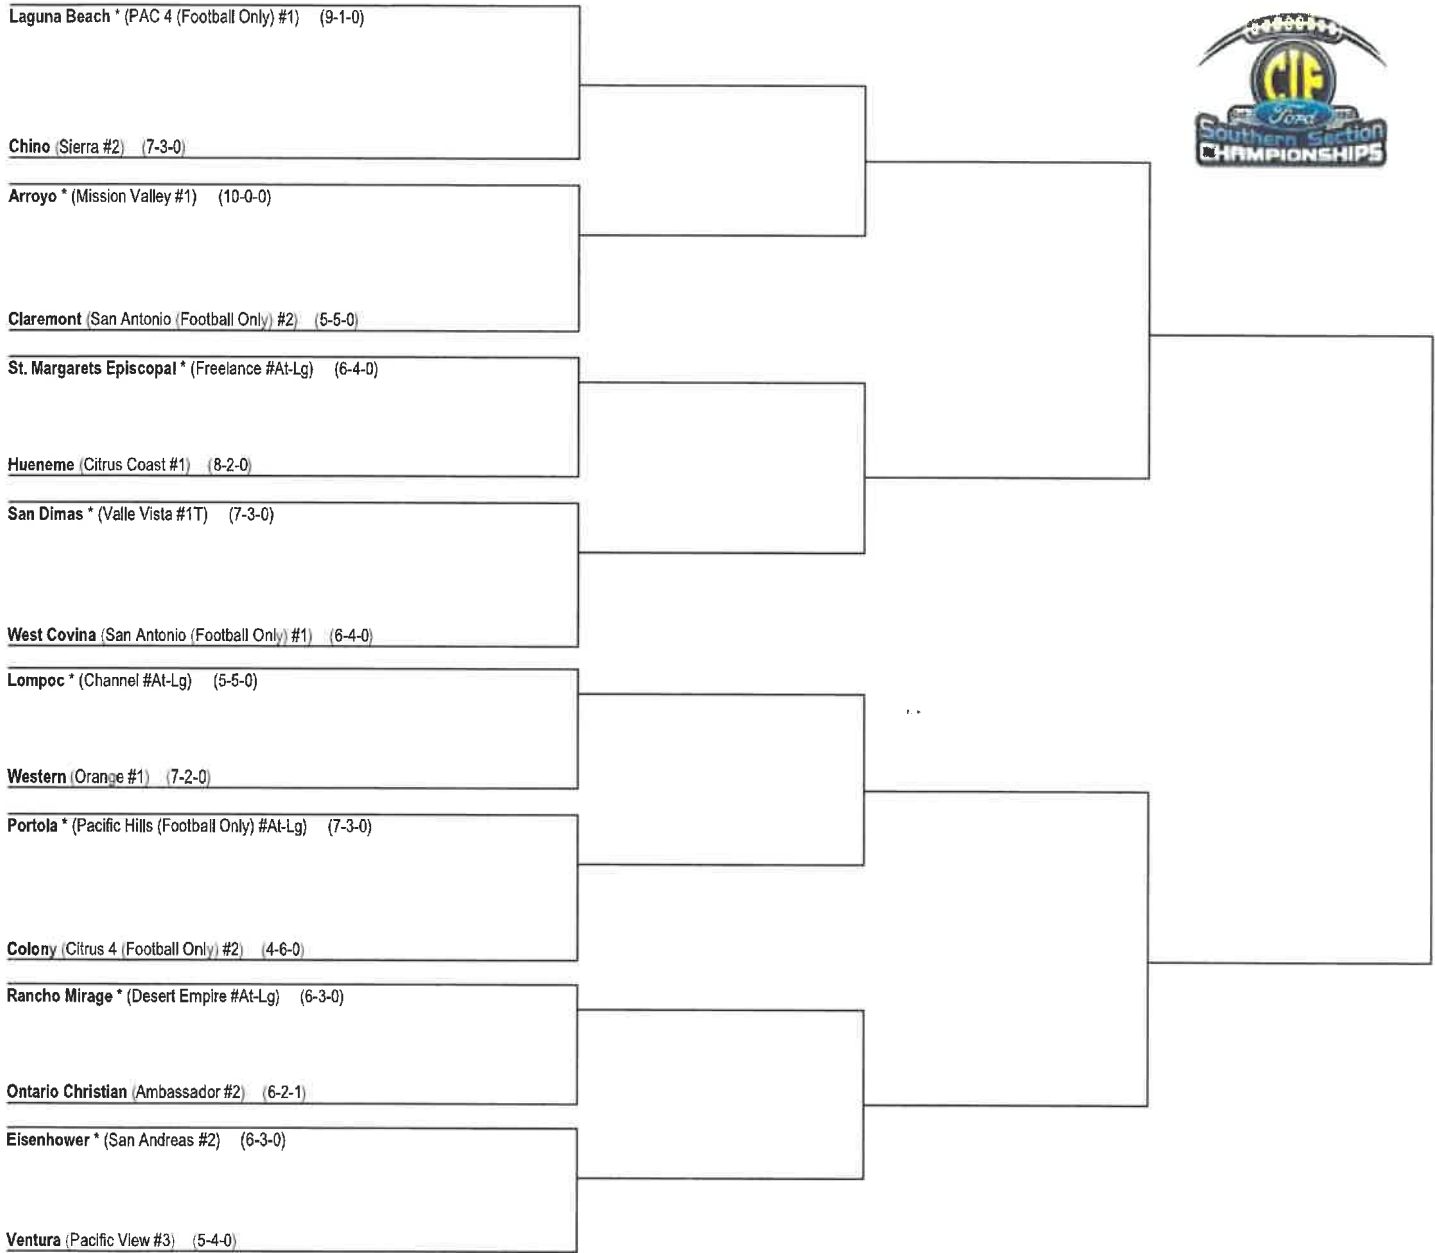 Laguna Beach * (PAC 4 (Football Only) #1) (9-1-0)
CIF
Ford
Southern Section
CHAMPIONSHIPS
Chino (Sierra #2) (7-3-0)
Arroyo * (Mission Valley #1) (10-0-0)
Claremont (San Antonio (Football Only) #2) (5-5-0)
St. Margarets Episcopal * (Freelance #At-Lg) (6-4-0)
Hueneme (Citrus Coast #1) (8-2-0)
San Dimas * (Valle Vista #1T) (7-3-0)
West Covina (San Antonio (Football Only) #1) (6-4-0)
Lompoc * (Channel #At-Lg) (5-5-0)
Western (Orange #1) (7-2-0)
Portola * (Pacific Hills (Football Only) #At-Lg) (7-3-0)
Colony (Citrus 4 (Football Only) #2) (4-6-0)
Rancho Mirage * (Desert Empire #At-Lg) (6-3-0)
Ontario Christian (Ambassador #2) (6-2-1)
Eisenhower * (San Andreas #2) (6-3-0)
Ventura (Pacific View #3) (5-4-0)